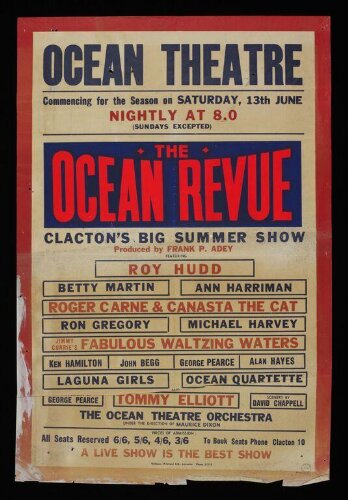 OCEAN THEATRE
Commencing for the Season on SATURDAY, 13th JUNE
NIGHTLY AT 8.0
(SUNDAYS EXCEPTED)
THE
OCEAN REVUE
CLACTON'S BIG SUMMER SHOW
Produced by FRANK P. ADEY
FEATURING
ROY HUDD
BETTY MARTIN ANN HARRIMAN
ROGER CARNE & CANASTA THE CAT
RON GREGORY MICHAEL HARVEY
JIMMY CURRIE'S FABULOUS WALTZING WATERS
KEN HAMILTON JOHN BEGG GEORGE PEARCE ALAN HAYES
LAGUNA GIRLS AND OCEAN QUARTETTE
GEORGE PEARCE TOMMY ELLIOTT SCENERY BY DAVID CHAPPELL
THE OCEAN THEATRE ORCHESTRA
UNDER THE DIRECTION OF MAURICE DIXON
PRICES OF ADMISSION
All Seats Reserved 6/6, 5/6, 4/6, 3/6 To Book Seats Phone Clacton 10
A LIVE SHOW IS THE BEST SHOW